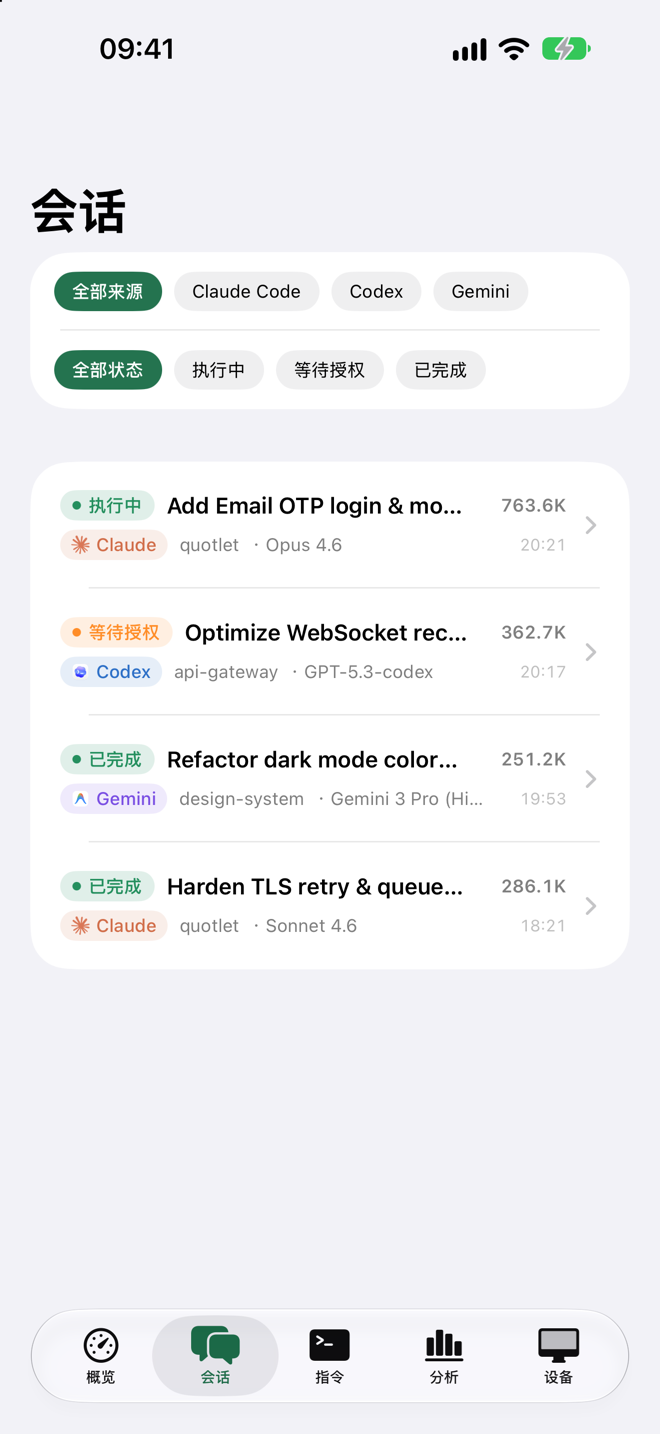 09:41
会话
全部来源 Claude Code Codex Gemini
全部状态 执行中 等待授权 已完成
执行中 Add Email OTP login & mo... 763.6K
Claude quotlet · Opus 4.6 20:21
等待授权 Optimize WebSocket rec... 362.7K
Codex api-gateway · GPT-5.3-codex 20:17
已完成 Refactor dark mode color... 251.2K
Gemini design-system · Gemini 3 Pro (Hi... 19:53
已完成 Harden TLS retry & queue... 286.1K
Claude quotlet · Sonnet 4.6 18:21
概览 会话 指令 分析 设备